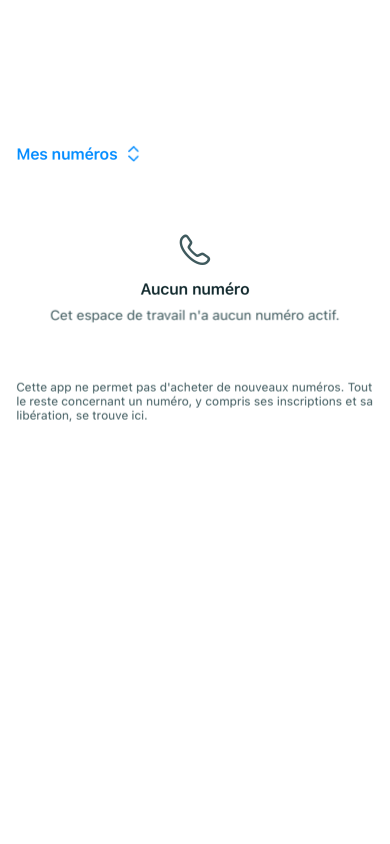 Mes numéros
Aucun numéro
Cet espace de travail n'a aucun numéro actif.
Cette app ne permet pas d'acheter de nouveaux numéros. Tout
le reste concernant un numéro, y compris ses inscriptions et sa
libération, se trouve ici.